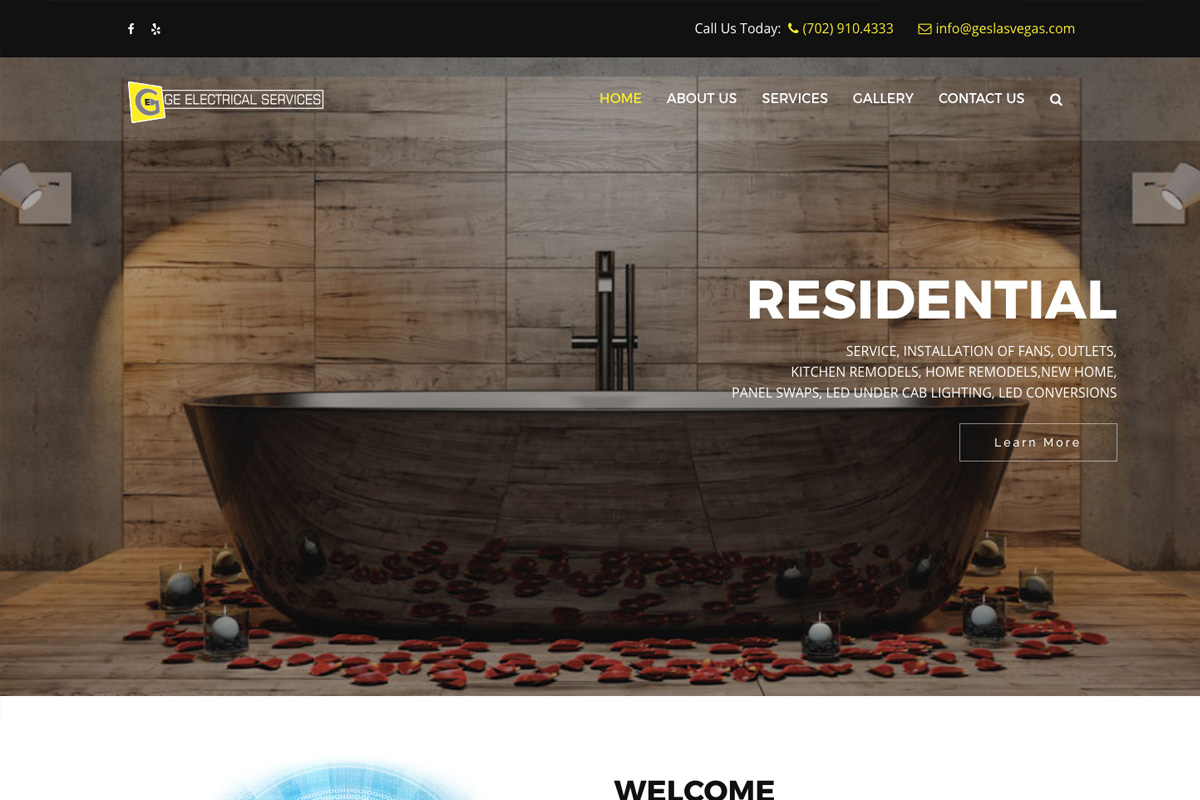 Call Us Today: (702) 910.4333 info@geslasvegas.com
G
GE ELECTRICAL SERVICES
HOME ABOUT US SERVICES GALLERY CONTACT US
RESIDENTIAL
SERVICE, INSTALLATION OF FANS, OUTLETS,
KITCHEN REMODELS, HOME REMODELS,NEW HOME,
PANEL SWAPS, LED UNDER CAB LIGHTING, LED CONVERSIONS
Learn More
WELCOME